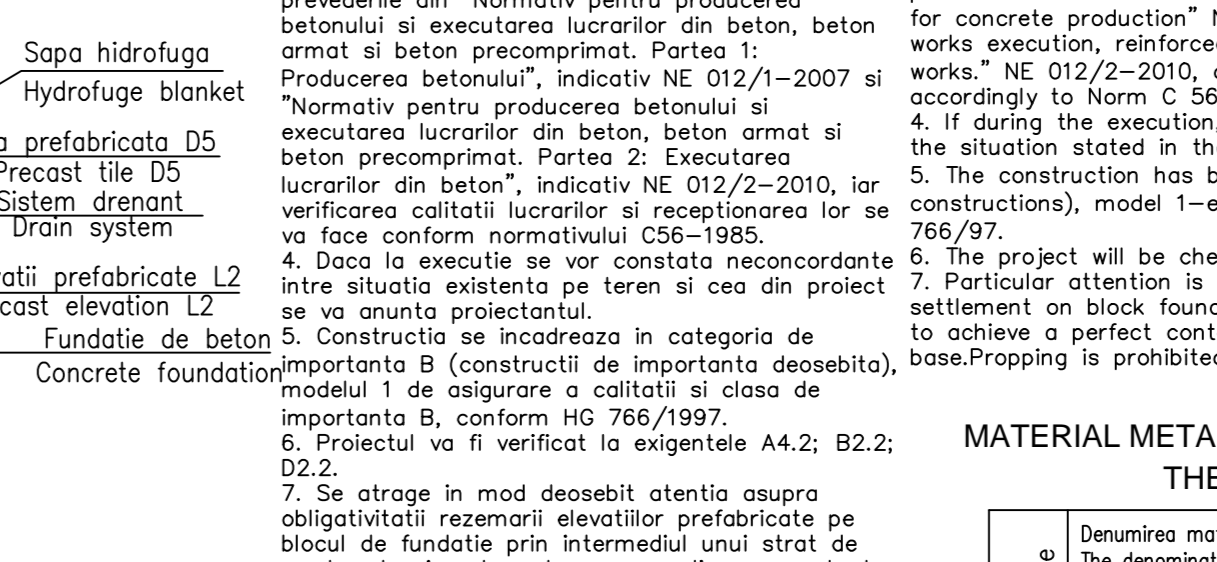 Sapa hidrofuga
Hydrofuge blanket
prefabricata D5
Precast tile D5
Sistem drenant
Drain system
prefabricate L2
elevation L2
Fundatie de beton
Concrete foundation
prevederile din "Normativ pentru producerea
betonului si executarea lucrarilor din beton, beton
armat si beton precomprimat. Partea 1:
Producerea betonului", indicativ NE 012/1-2007 si
"Normativ pentru producerea betonului si
executarea lucrarilor din beton, beton armat si
beton precomprimat. Partea 2: Executarea
lucrarilor din beton", indicativ NE 012/2-2010, iar
verificarea calitatii lucrarilor si receptionarea lor se
va face conform normativului C56-1985.
4. Daca la executie se vor constata neconcordante
intre situatia existenta pe teren si cea din proiect
se va anunta proiectantul.
5. Constructia se incadreaza in categoria de
importanta B (constructii de importanta deosebita),
modelul 1 de asigurare a calitatii si clasa de
importanta B, conform HG 766/1997.
6. Proiectul va fi verificat la exigentele A4.2; B2.2;
D2.2.
7. Se atrage in mod deosebit atentia asupra
obligativitatii rezemarii elevatiilor prefabricate pe
blocul de fundatie prin intermediul unui strat de
for concrete production"
works execution,
works." NE 012/2-2010,
accordingly to Norm C 56
4. If during the execution,
the situation stated in
5. The construction has
constructions), model
766/97.
6. The project will be
7. Particular attention is
settlement on block
to achieve a perfect
base.Propping is prohibited
MATERIAL
Denumirea
The